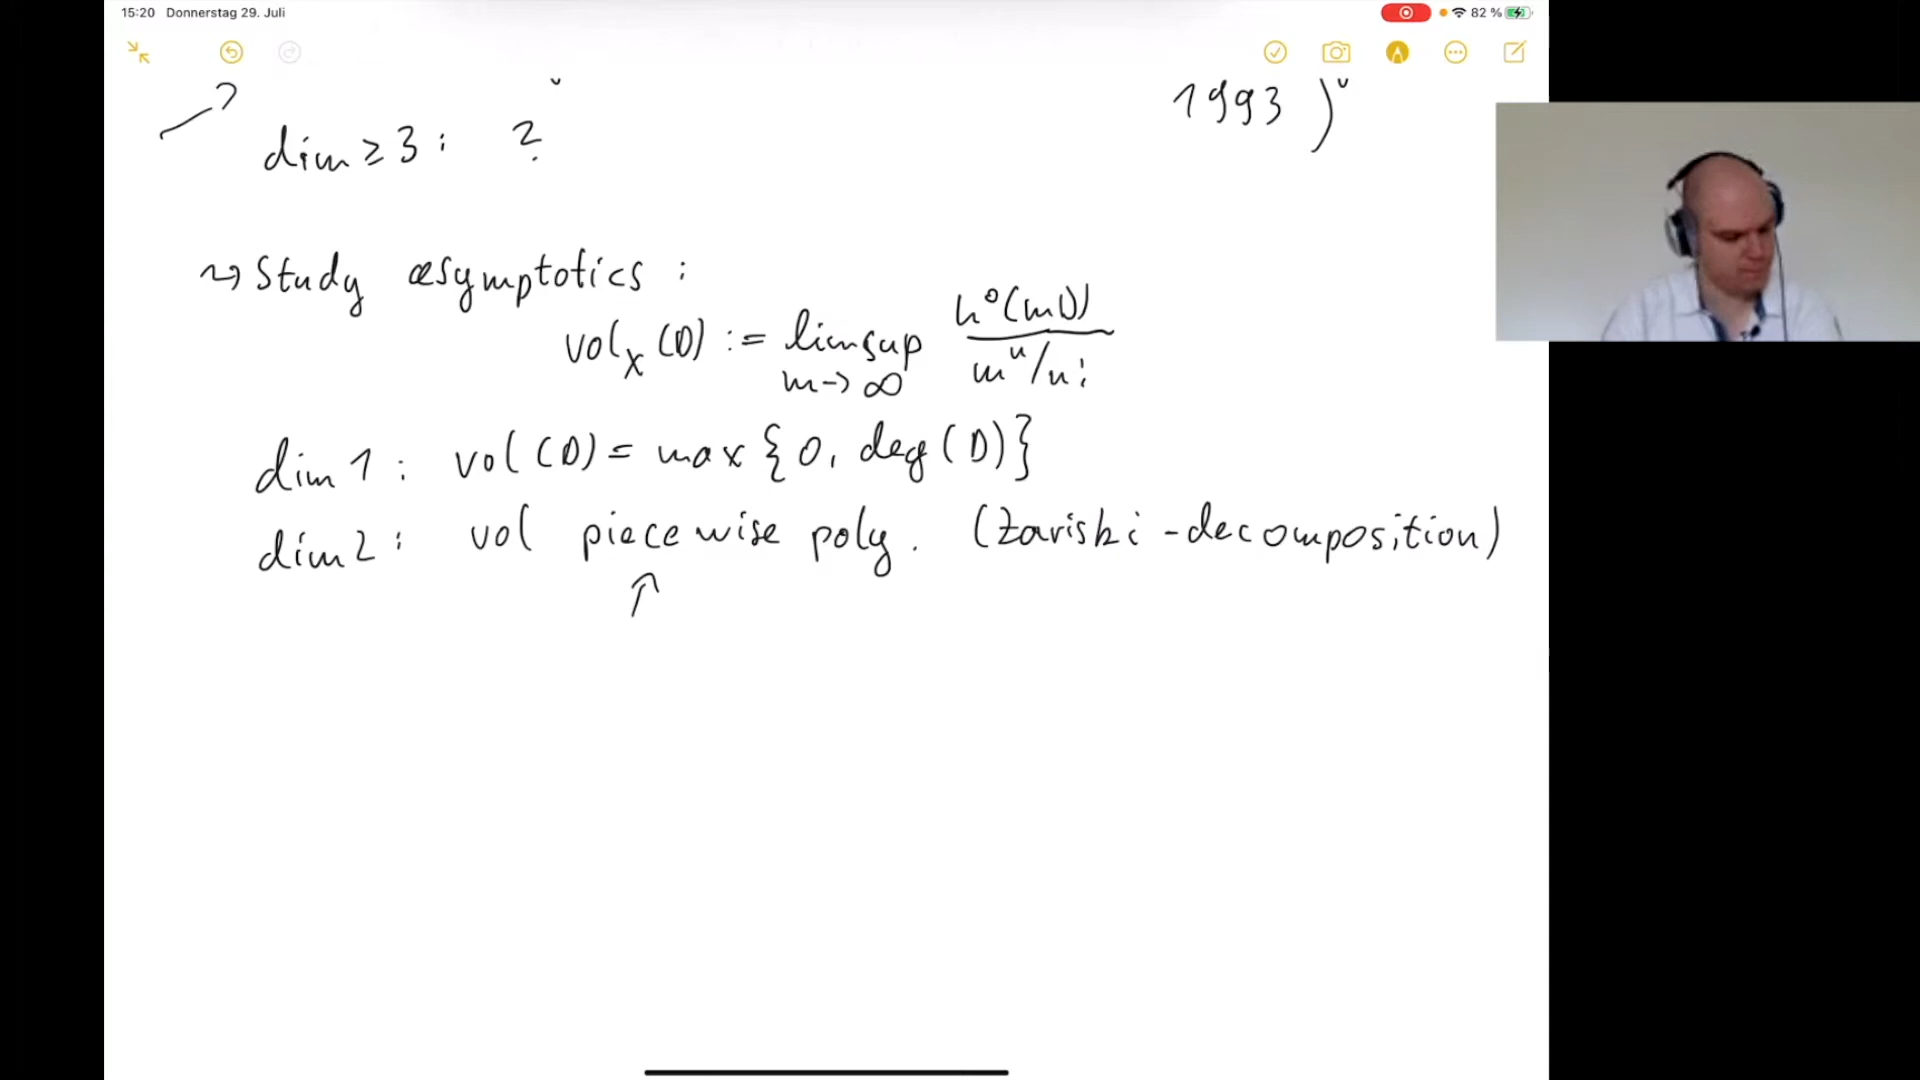 15:20 Donnerstag 29. Juli 82 %
1993 )
dim ≥ 3 : ?
⇝ Study asymptotics :
vol_X (D) := limsup_{m→∞} h⁰(mD) / (mⁿ/n!)
dim 1 : vol (D) = max {0, deg (D)}
dim 2 : vol piecewise poly. (Zariski-decomposition)
↑